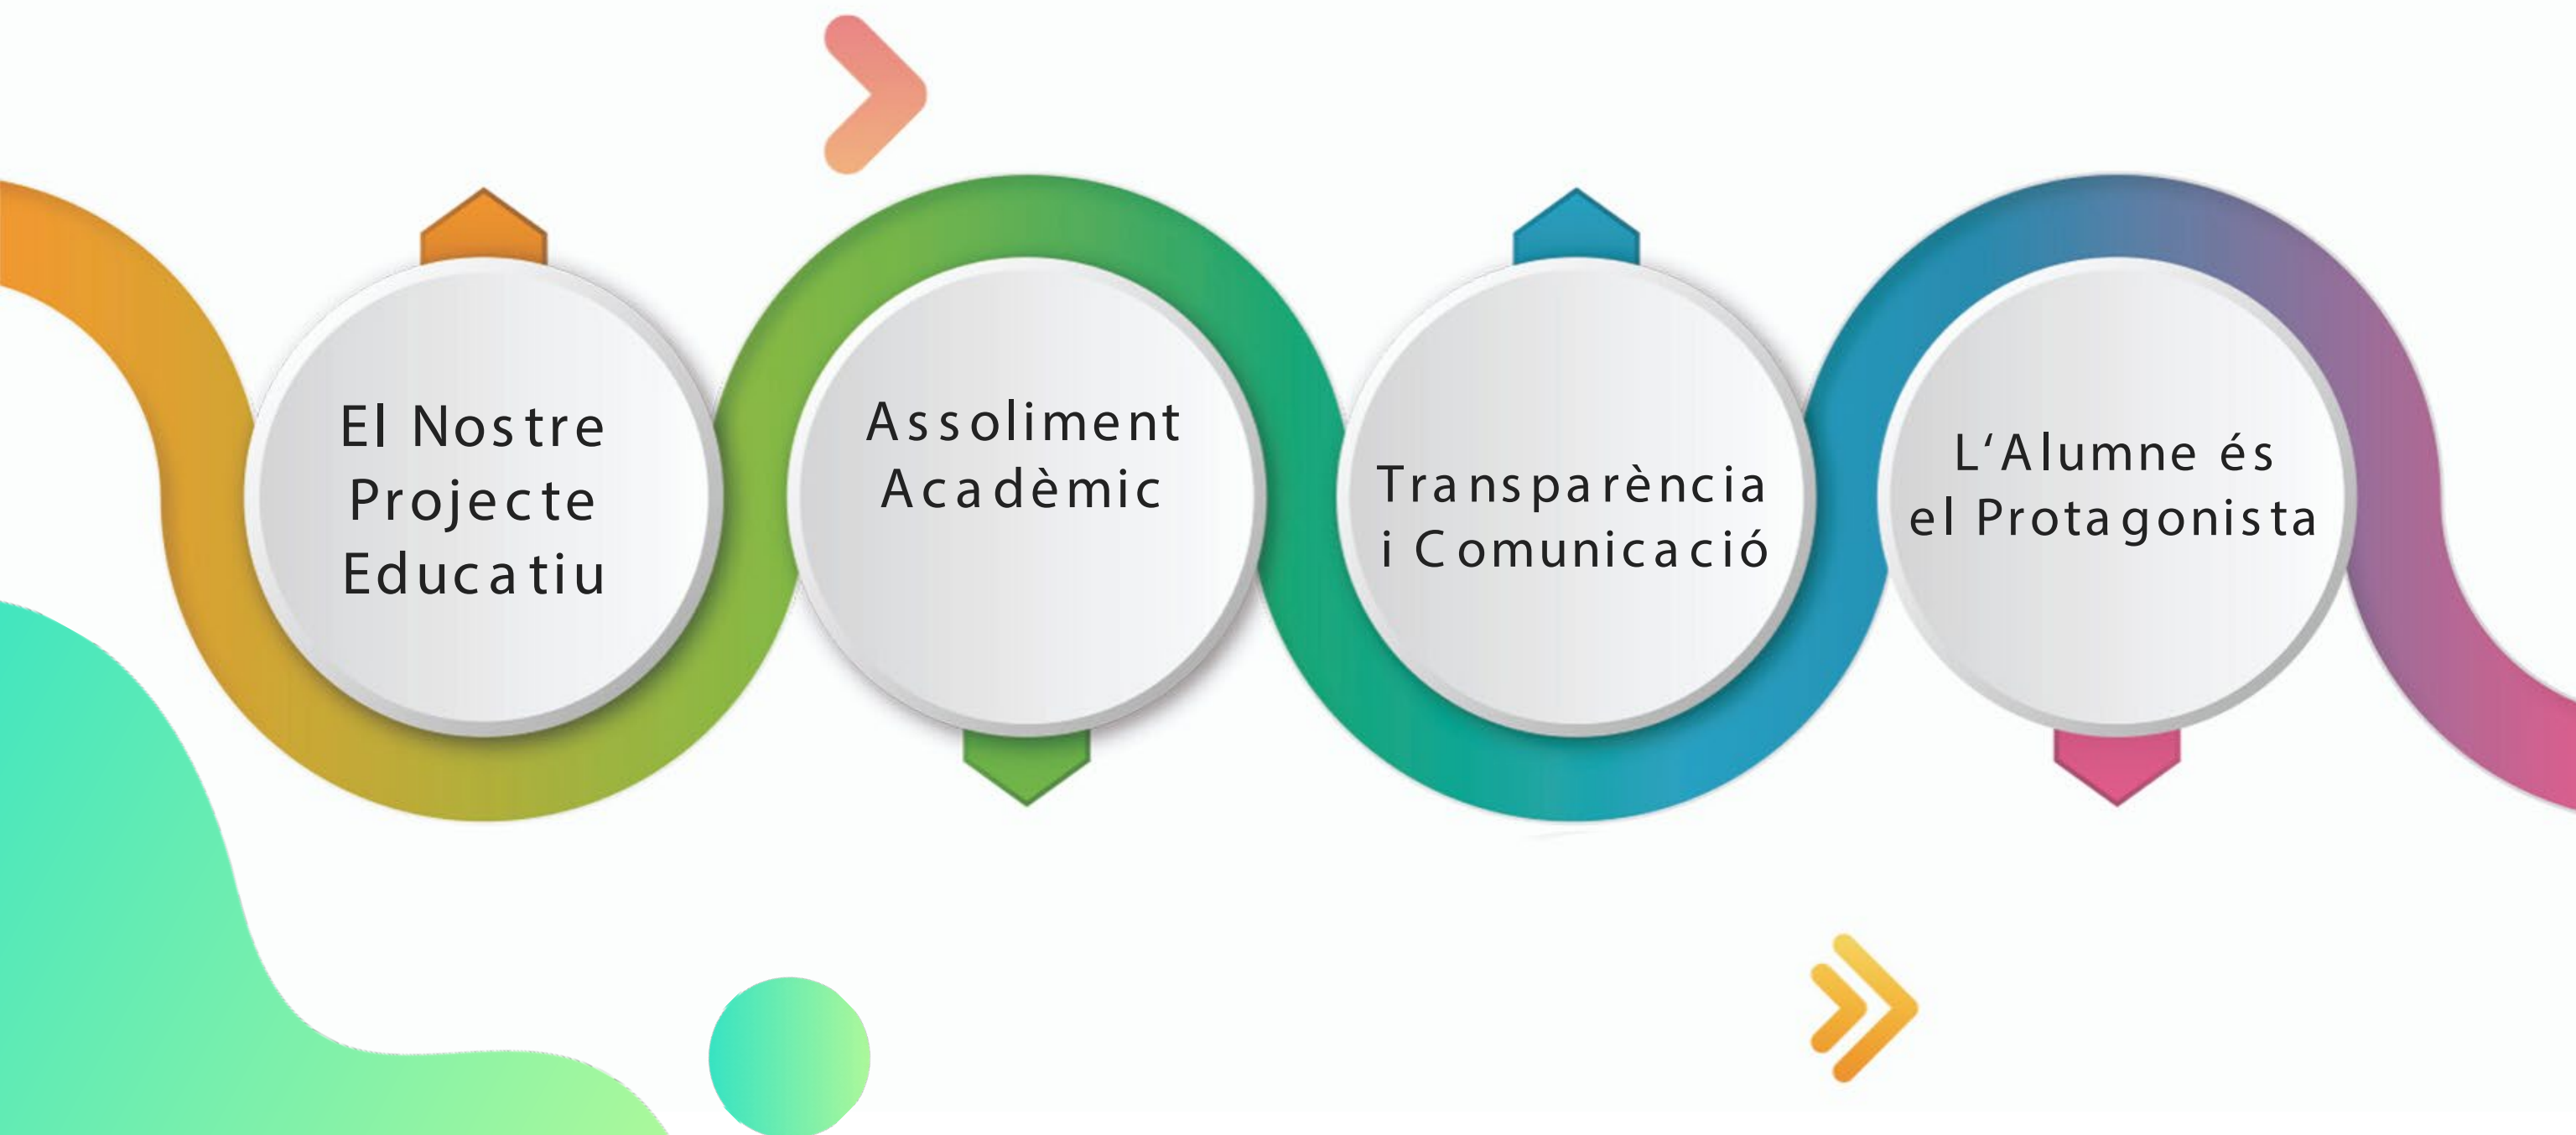 El Nostre
Projecte
Educatiu
Assoliment
Acadèmic
Transparència
i Comunicació
L‘Alumne és
el Protagonista